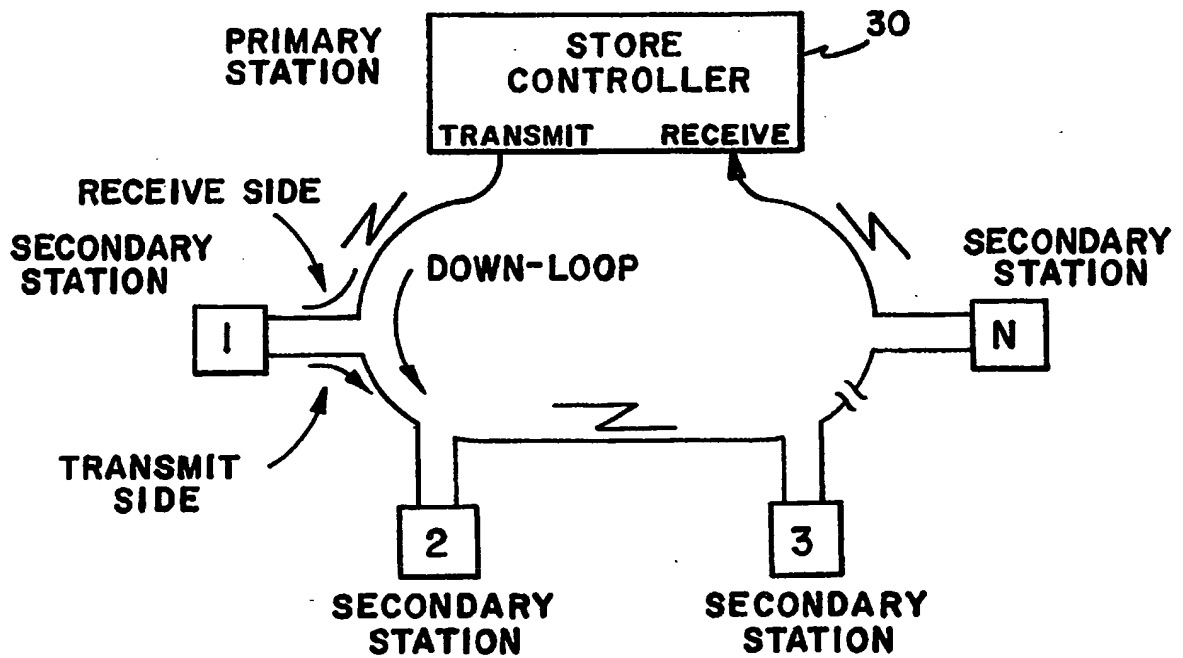 PRIMARY
STATION
STORE
CONTROLLER
30
TRANSMIT RECEIVE
RECEIVE SIDE
SECONDARY
STATION
DOWN-LOOP
SECONDARY
STATION
1
N
TRANSMIT
SIDE
2
3
SECONDARY
STATION
SECONDARY
STATION